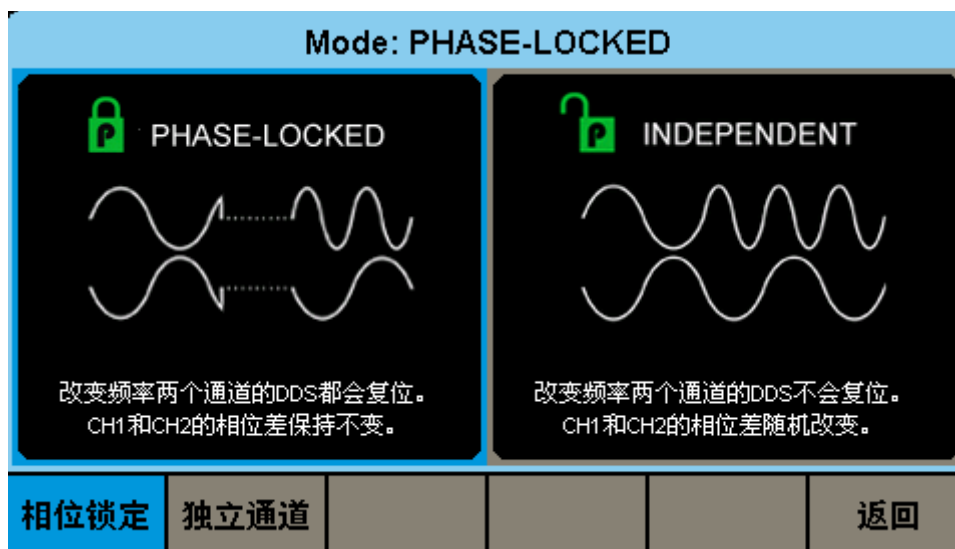 Mode: PHASE-LOCKED
P PHASE-LOCKED
P INDEPENDENT
改变频率两个通道的DDS都会复位。
CH1和CH2的相位差保持不变。
改变频率两个通道的DDS不会复位。
CH1和CH2的相位差随机改变。
相位锁定 独立通道 返回